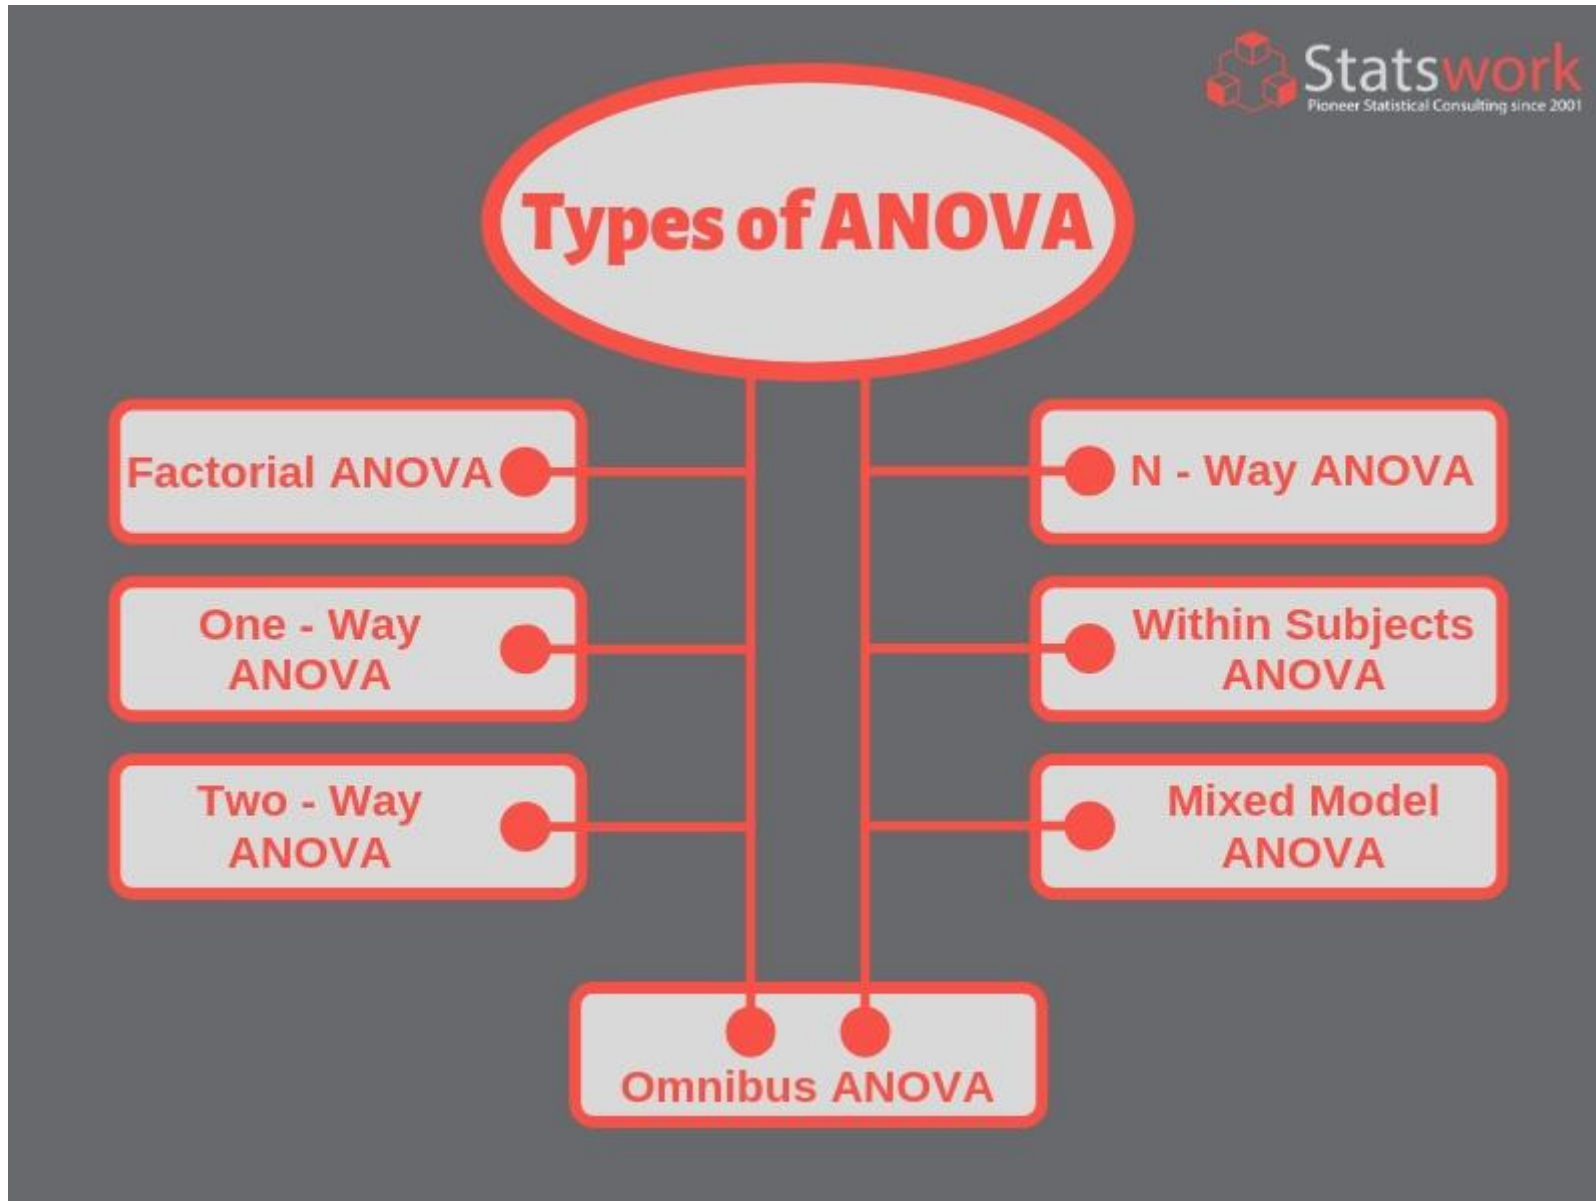 Statswork
Pioneer Statistical Consulting since 2001
Types of ANOVA
Factorial ANOVA
One - Way
ANOVA
Two - Way
ANOVA
N - Way ANOVA
Within Subjects
ANOVA
Mixed Model
ANOVA
Omnibus ANOVA